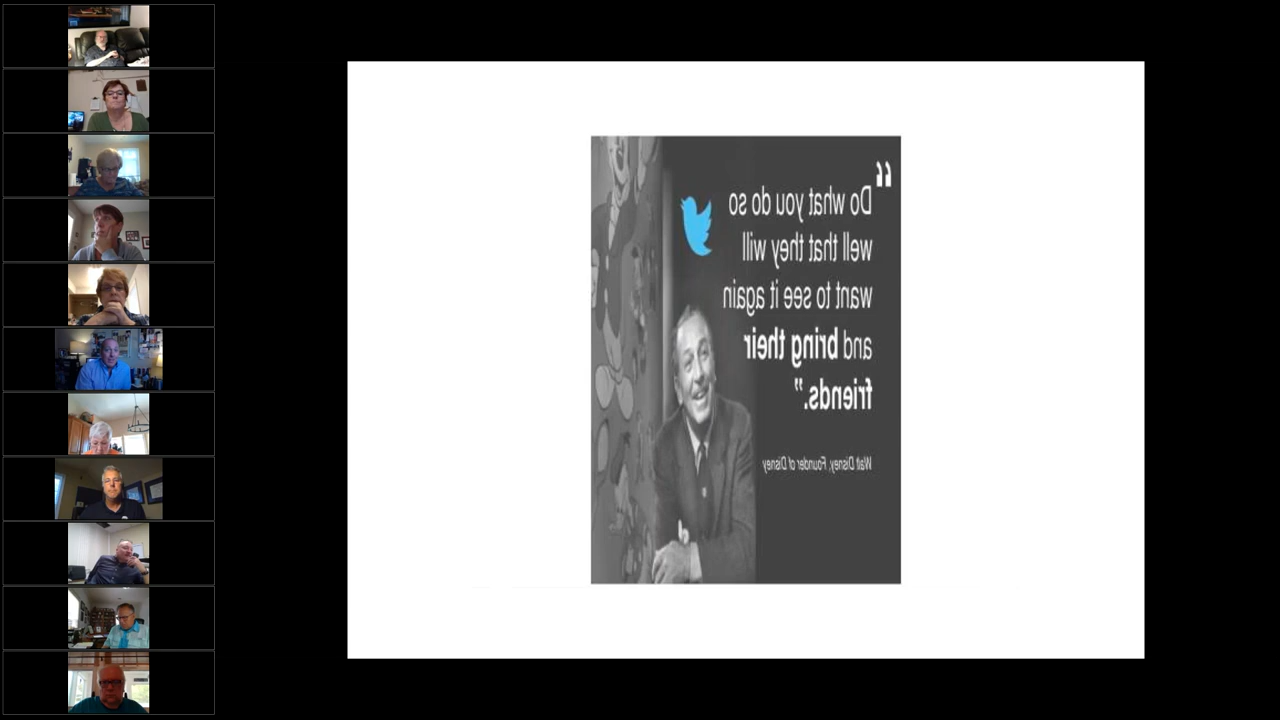 “
Do what you do so
well that they will
want to see it again
and bring their
friends.”
Walt Disney, Founder of Disney